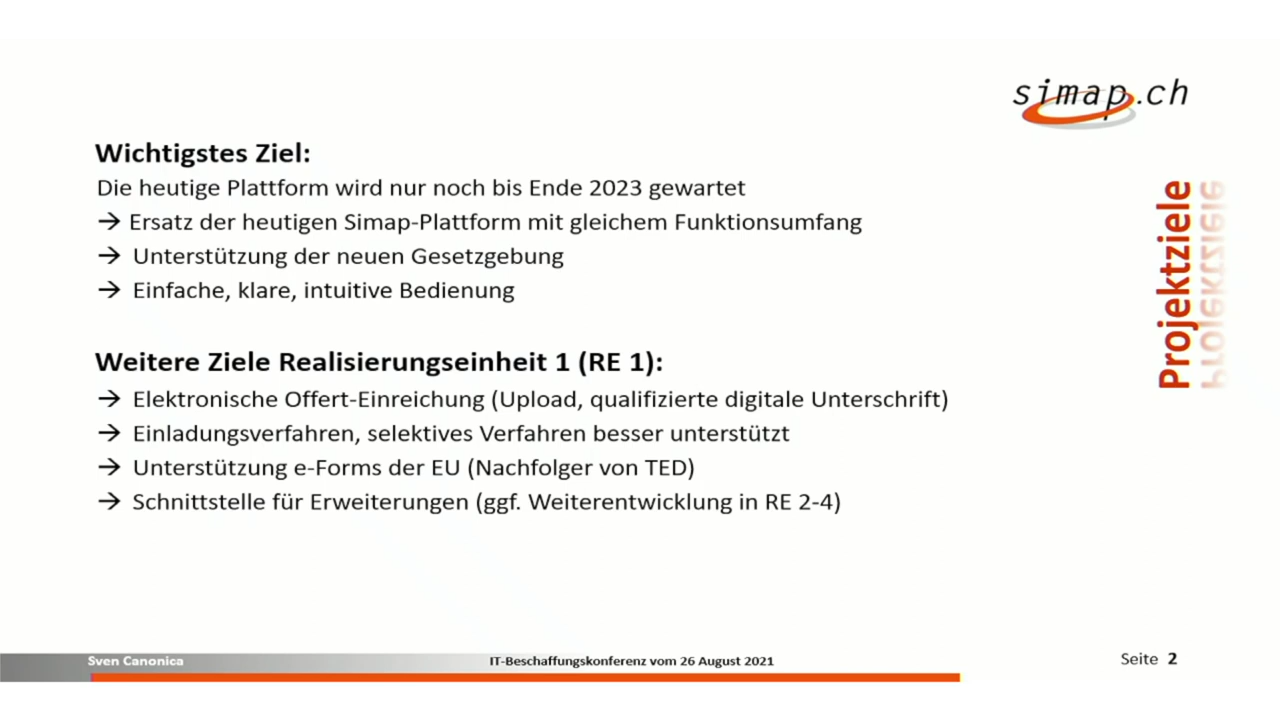 simap.ch
Projektziele
Wichtigstes Ziel:
Die heutige Plattform wird nur noch bis Ende 2023 gewartet
→ Ersatz der heutigen Simap-Plattform mit gleichem Funktionsumfang
→ Unterstützung der neuen Gesetzgebung
→ Einfache, klare, intuitive Bedienung
Weitere Ziele Realisierungseinheit 1 (RE 1):
→ Elektronische Offert-Einreichung (Upload, qualifizierte digitale Unterschrift)
→ Einladungsverfahren, selektives Verfahren besser unterstützt
→ Unterstützung e-Forms der EU (Nachfolger von TED)
→ Schnittstelle für Erweiterungen (ggf. Weiterentwicklung in RE 2-4)
Sven Canonica
IT-Beschaffungskonferenz vom 26 August 2021
Seite 2